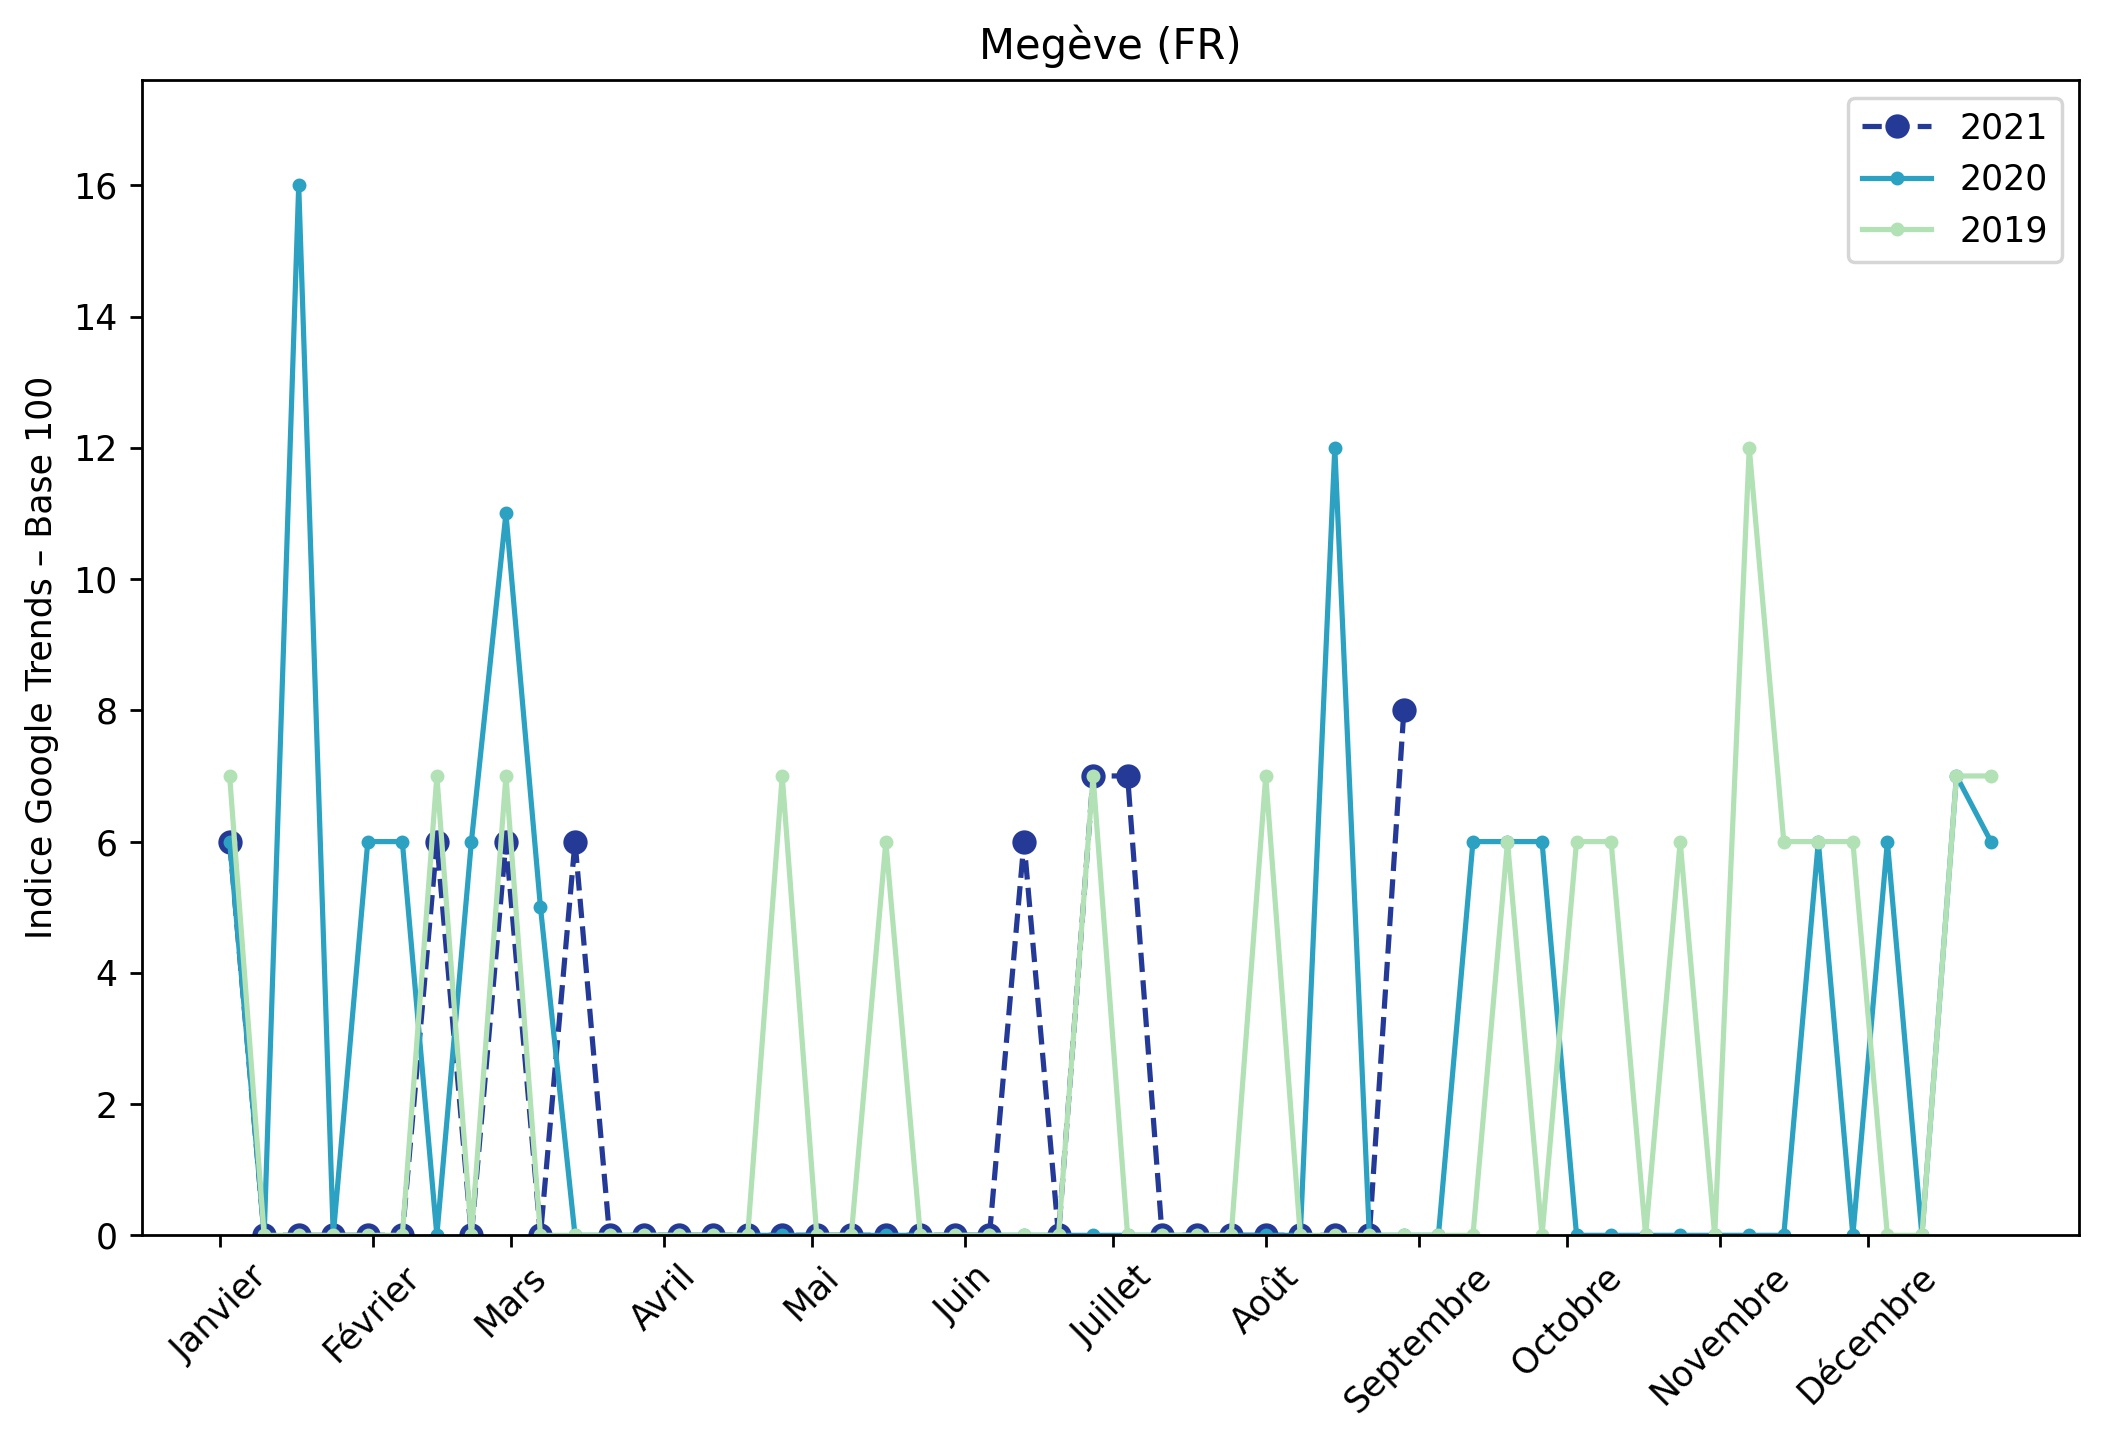 Megève (FR)
2021
2020
2019
Indice Google Trends – Base 100
16
14
12
10
8
6
4
2
0
Janvier
Février
Mars
Avril
Mai
Juin
Juillet
Août
Septembre
Octobre
Novembre
Décembre